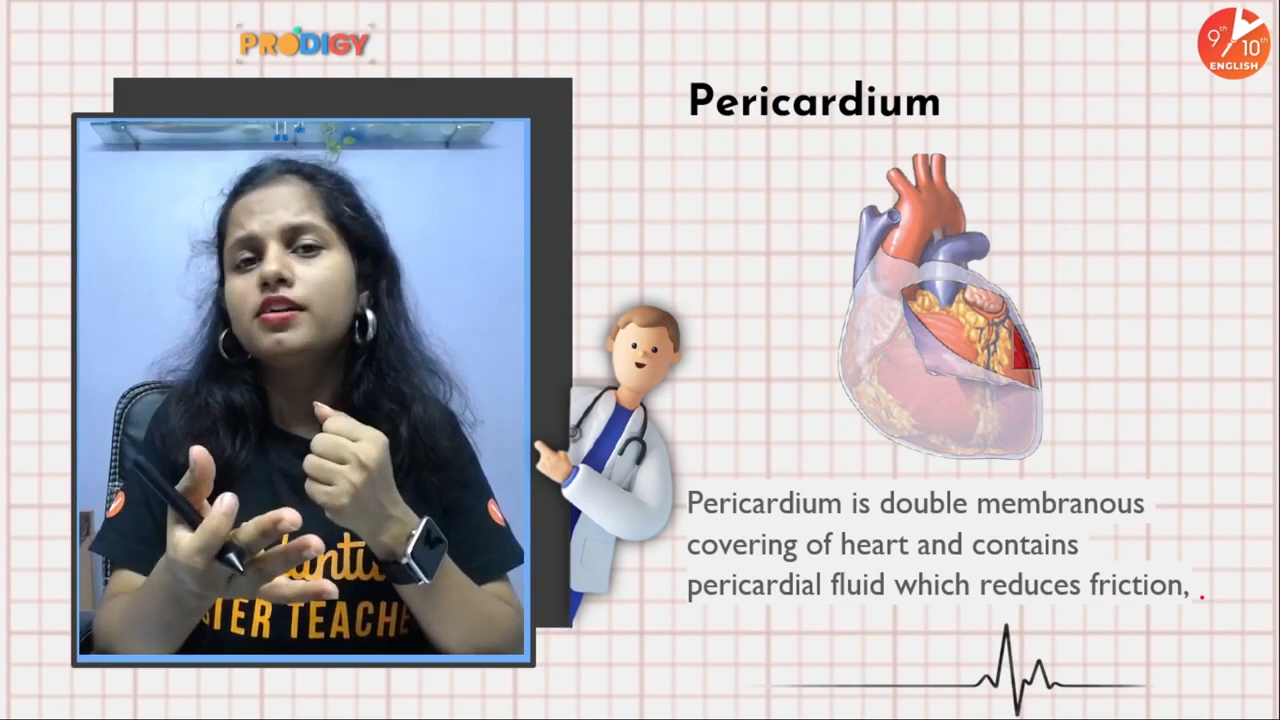 PRODIGY
9th 10th
ENGLISH
Pericardium
Pericardium is double membranous
covering of heart and contains
pericardial fluid which reduces friction, .
TEACHE